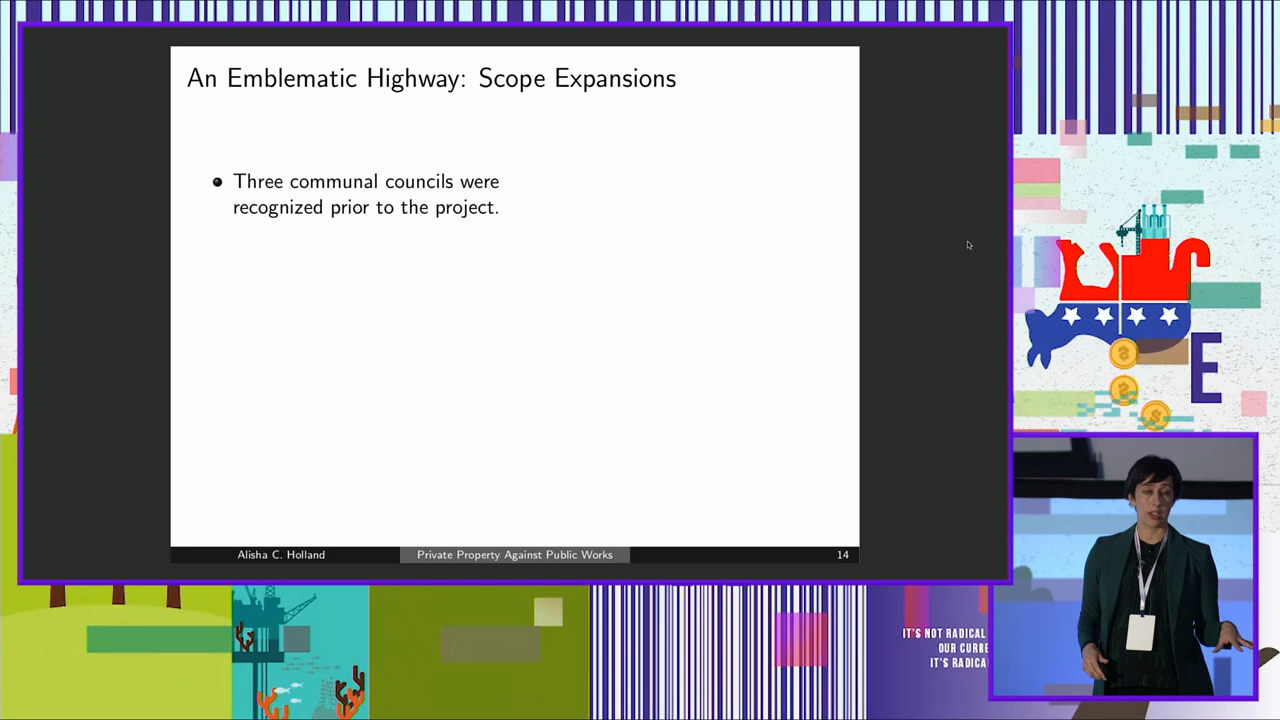 An Emblematic Highway: Scope Expansions
Three communal councils were
recognized prior to the project.
Alisha C. Holland
Private Property Against Public Works
14
E
IT'S NOT RADICAL
OUR CURRE
IT'S RADICA